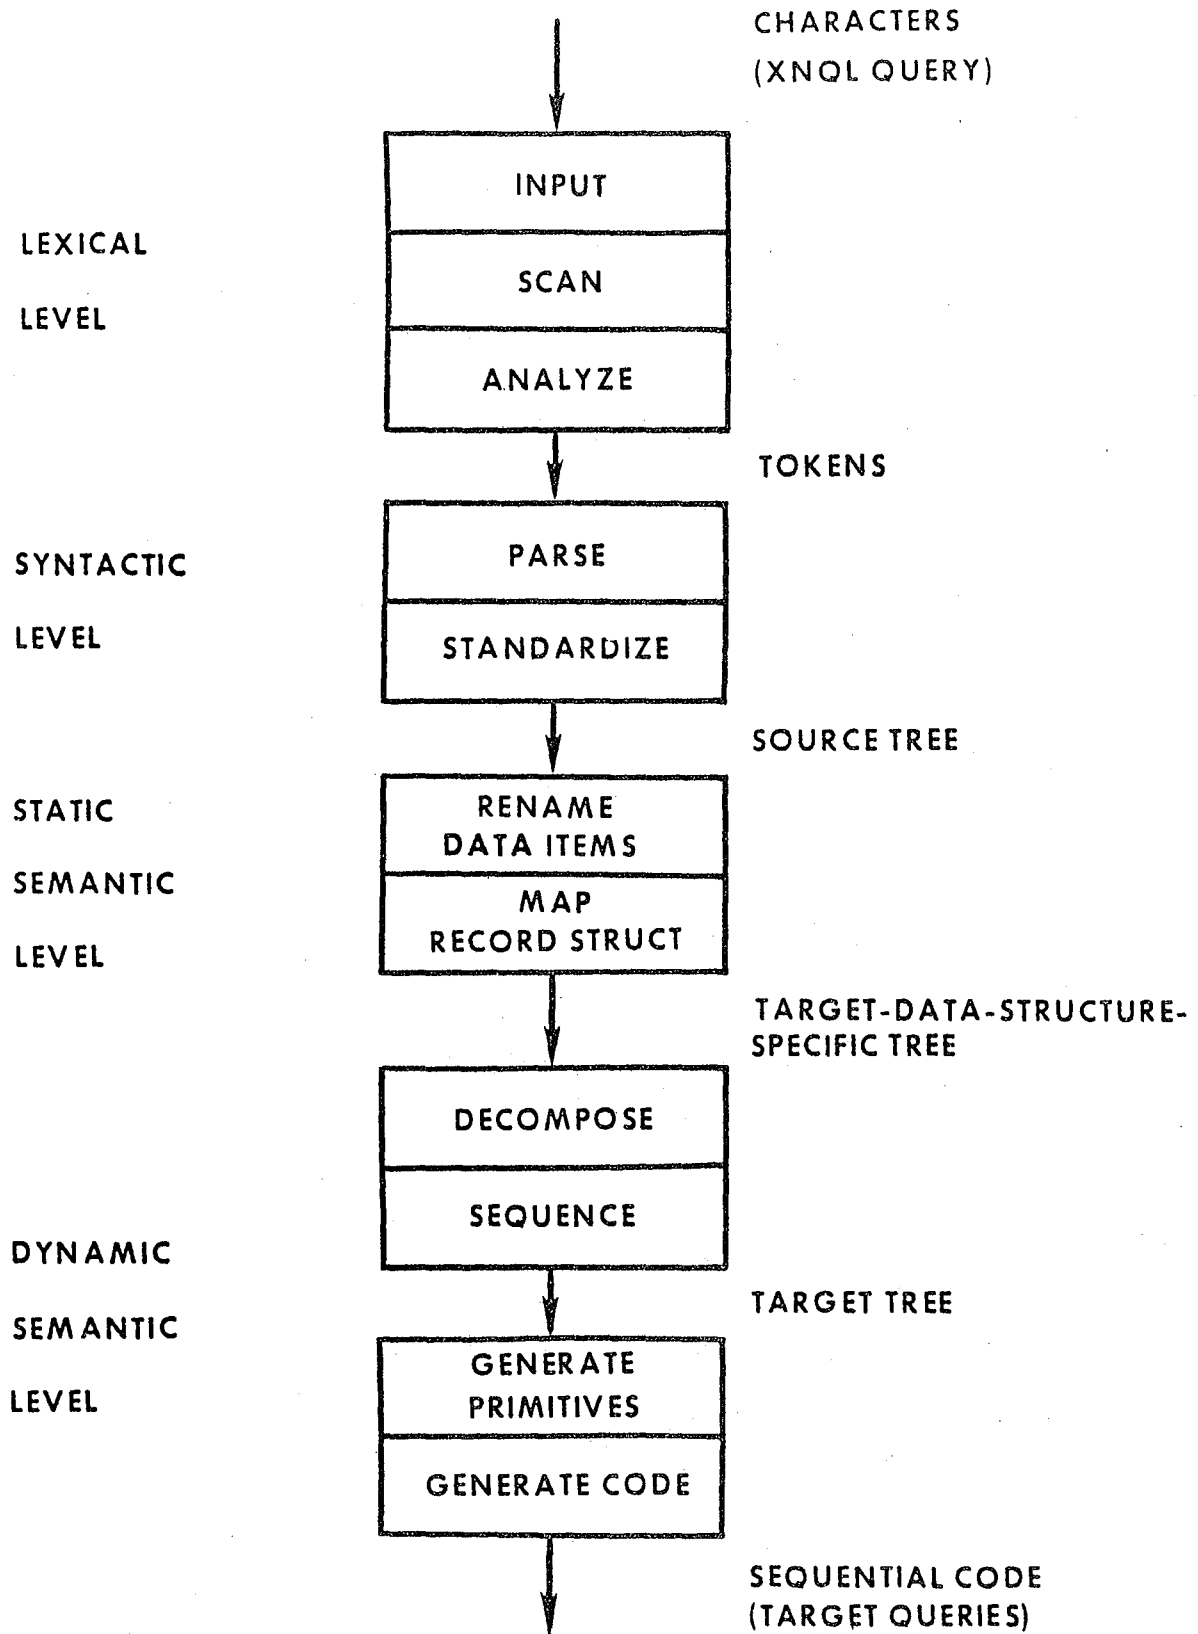 CHARACTERS
(XNQL QUERY)
INPUT
LEXICAL
SCAN
LEVEL
ANALYZE
TOKENS
PARSE
SYNTACTIC
LEVEL
STANDARDIZE
SOURCE TREE
STATIC
RENAME
DATA ITEMS
SEMANTIC
MAP
RECORD STRUCT
LEVEL
TARGET-DATA-STRUCTURE-
SPECIFIC TREE
DECOMPOSE
SEQUENCE
DYNAMIC
TARGET TREE
SEMANTIC
GENERATE
PRIMITIVES
LEVEL
GENERATE CODE
SEQUENTIAL CODE
(TARGET QUERIES)